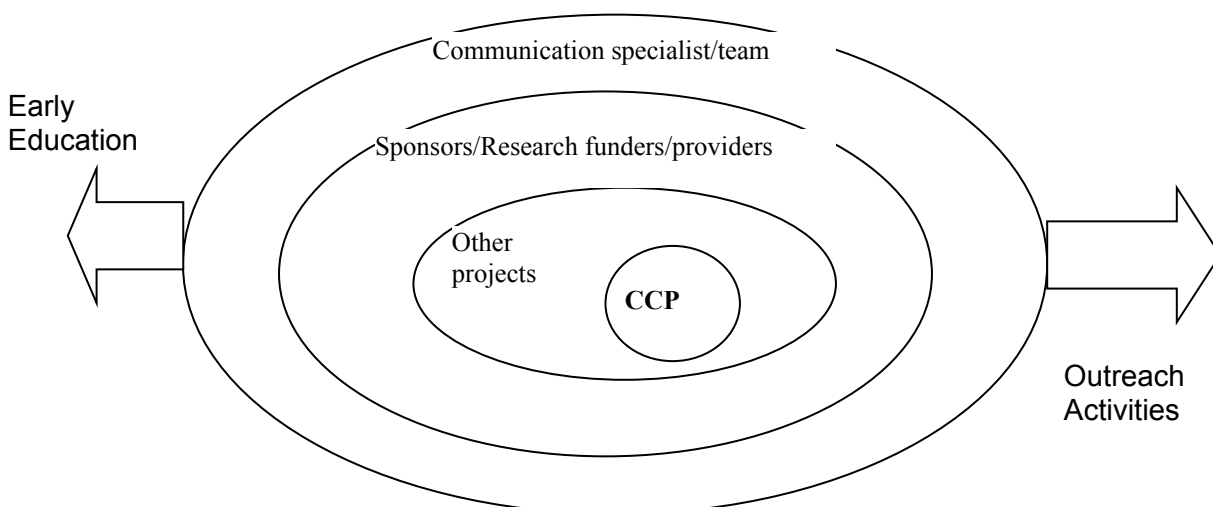 Communication specialist/team
Early
Education
Sponsors/Research funders/providers
Other
projects
CCP
Outreach
Activities